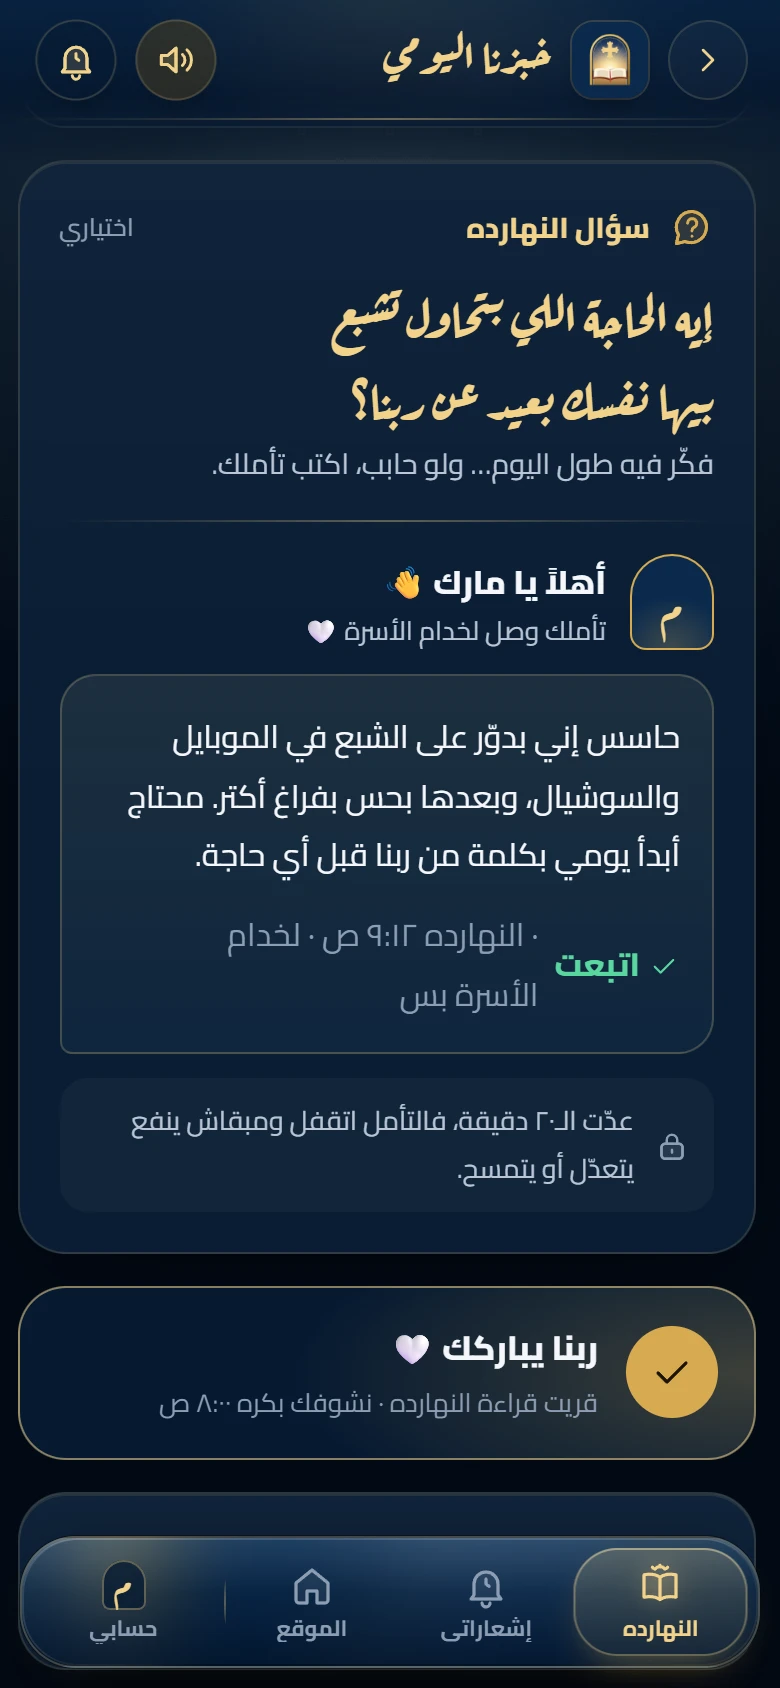 خبزنا اليومي
سؤال النهارده
اختياري
إيه الحاجة اللي بتحاول تشبع
بيها نفسك بعيد عن ربنا؟
فكّر فيه طول اليوم... ولو حابب، اكتب تأملك.
م
أهلاً يا مارك 👋
تأملك وصل لخدام الأسرة 🤍
حاسس إني بدوّر على الشبع في الموبايل
والسوشيال، وبعدها بحس بفراغ أكتر. محتاج
أبدأ يومي بكلمة من ربنا قبل أي حاجة.
✓ اتبعت
· النهارده ٩:١٢ ص · لخدام
الأسرة بس
عدّت الـ٢٠ دقيقة، فالتأمل اتقفل ومبقاش ينفع
يتعدّل أو يتمسح.
ربنا يباركك 🤍
قريت قراءة النهارده · نشوفك بكره ٨:٠٠ ص
النهارده
إشعاراتى
الموقع
م
حسابي